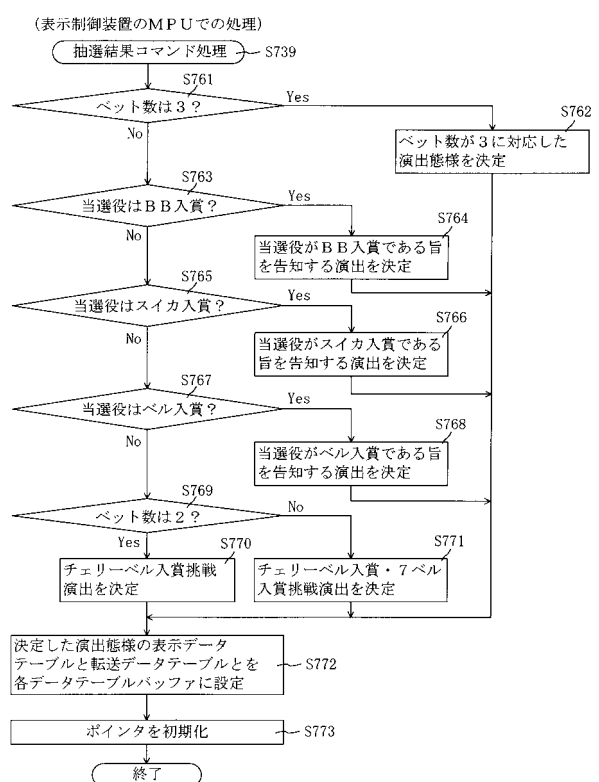 (表示制御装置のMPUでの処理)
抽選結果コマンド処理
S739
S761
ベット数は3?
Yes
No
S762
ベット数が3に対応した
演出態様を決定
S763
当選役はBB入賞?
Yes
No
S764
当選役がBB入賞である旨
を告知する演出を決定
S765
当選役はスイカ入賞?
Yes
No
S766
当選役がスイカ入賞である
旨を告知する演出を決定
S767
当選役はベル入賞?
Yes
No
S768
当選役がベル入賞である旨
を告知する演出を決定
S769
ベット数は2?
No
Yes
S770
チェリーベル入賞挑戦
演出を決定
S771
チェリーベル入賞・7ベル
入賞挑戦演出を決定
決定した演出態様の表示データ
テーブルと転送データテーブルとを
各データテーブルバッファに設定
S772
ポインタを初期化
S773
終了